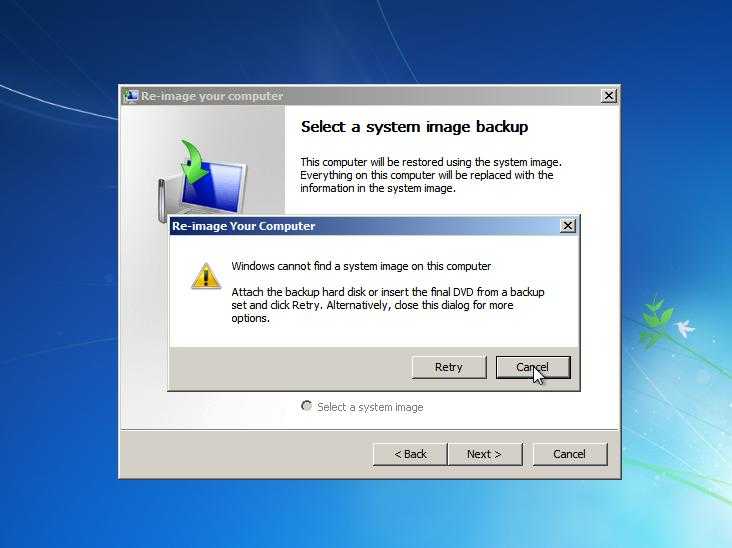 Re-image your computer
Select a system image backup
This computer will be restored using the system image.
Everything on this computer will be replaced with the
information in the system image.
Re-image Your Computer
Windows cannot find a system image on this computer
Attach the backup hard disk or insert the final DVD from a backup
set and click Retry. Alternatively, close this dialog for more
options.
Retry
Cancel
Select a system image
< Back
Next >
Cancel